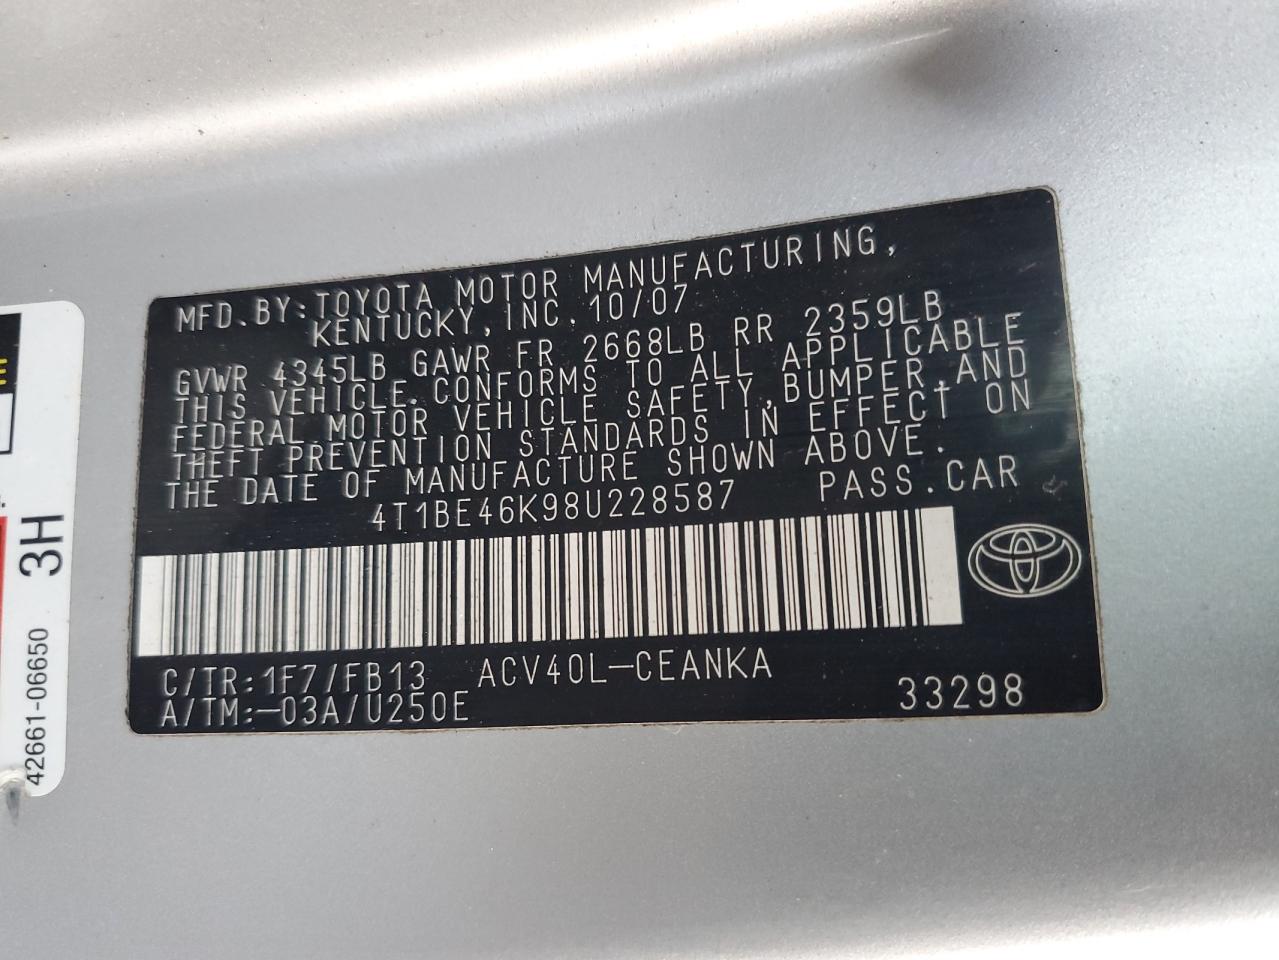 MFD. BY: TOYOTA MOTOR MANUFACTURING,
KENTUCKY, INC. 10/07
GVWR 4345LB GAWR FR 2668LB RR 2359LB
THIS VEHICLE CONFORMS TO ALL APPLICABLE
FEDERAL MOTOR VEHICLE SAFETY, BUMPER, AND
THEFT PREVENTION STANDARDS IN EFFECT ON
THE DATE OF MANUFACTURE SHOWN ABOVE.
4T1BE46K98U228587 PASS. CAR
C/TR: 1F7/FB13 ACV40L-CEANKA
A/TM:-03A/U250E 33298
3H
42661-06650